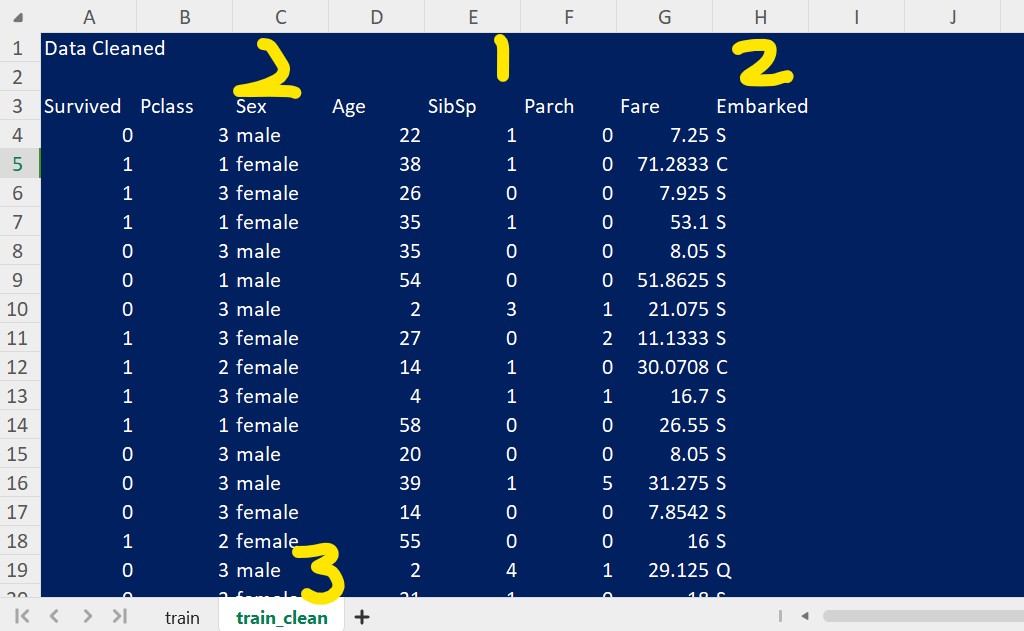 A B C D E F G H I J
1 Data Cleaned 2 1 2
2
3 Survived Pclass Sex Age SibSp Parch Fare Embarked
4 0 3 male 22 1 0 7.25 S
5 1 1 female 38 1 0 71.2833 C
6 1 3 female 26 0 0 7.925 S
7 1 1 female 35 1 0 53.1 S
8 0 3 male 35 0 0 8.05 S
9 0 1 male 54 0 0 51.8625 S
10 0 3 male 2 3 1 21.075 S
11 1 3 female 27 0 2 11.1333 S
12 1 2 female 14 1 0 30.0708 C
13 1 3 female 4 1 1 16.7 S
14 1 1 female 58 0 0 26.55 S
15 0 3 male 20 0 0 8.05 S
16 0 3 male 39 1 5 31.275 S
17 0 3 female 14 0 0 7.8542 S
18 1 2 female 55 0 0 16 S
19 0 3 male 2 4 1 29.125 Q
3
train train_clean